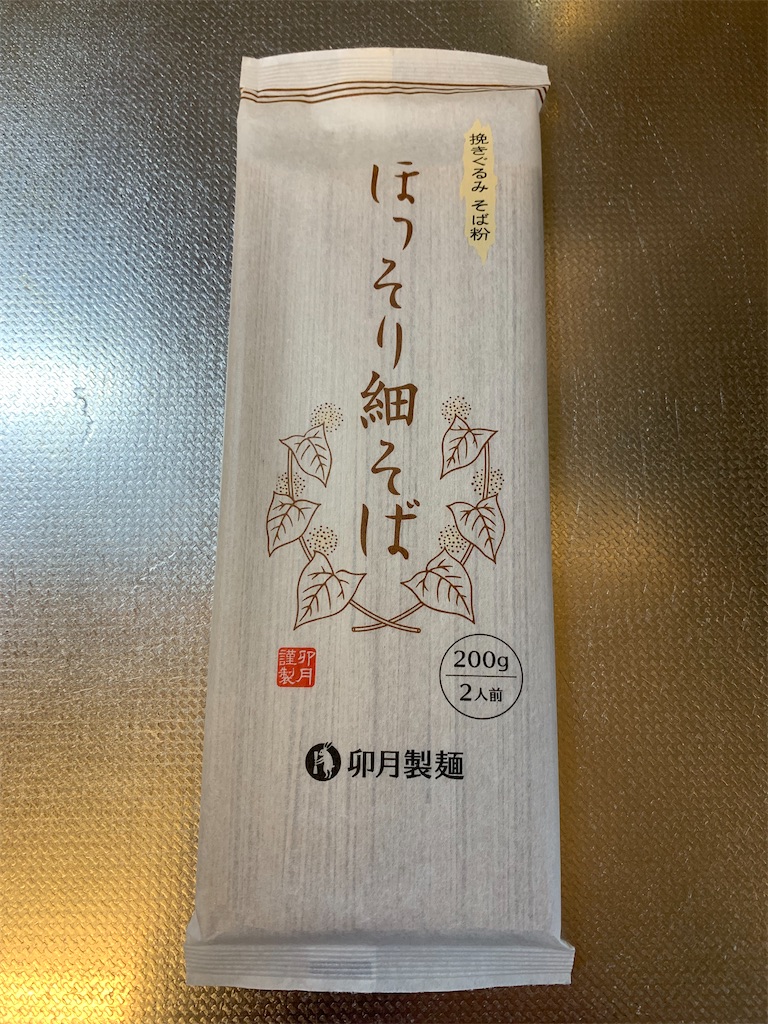 挽きぐるみ そば粉
ほっそり細そば
卯月
謹製
200g
2人前
卯月製麺